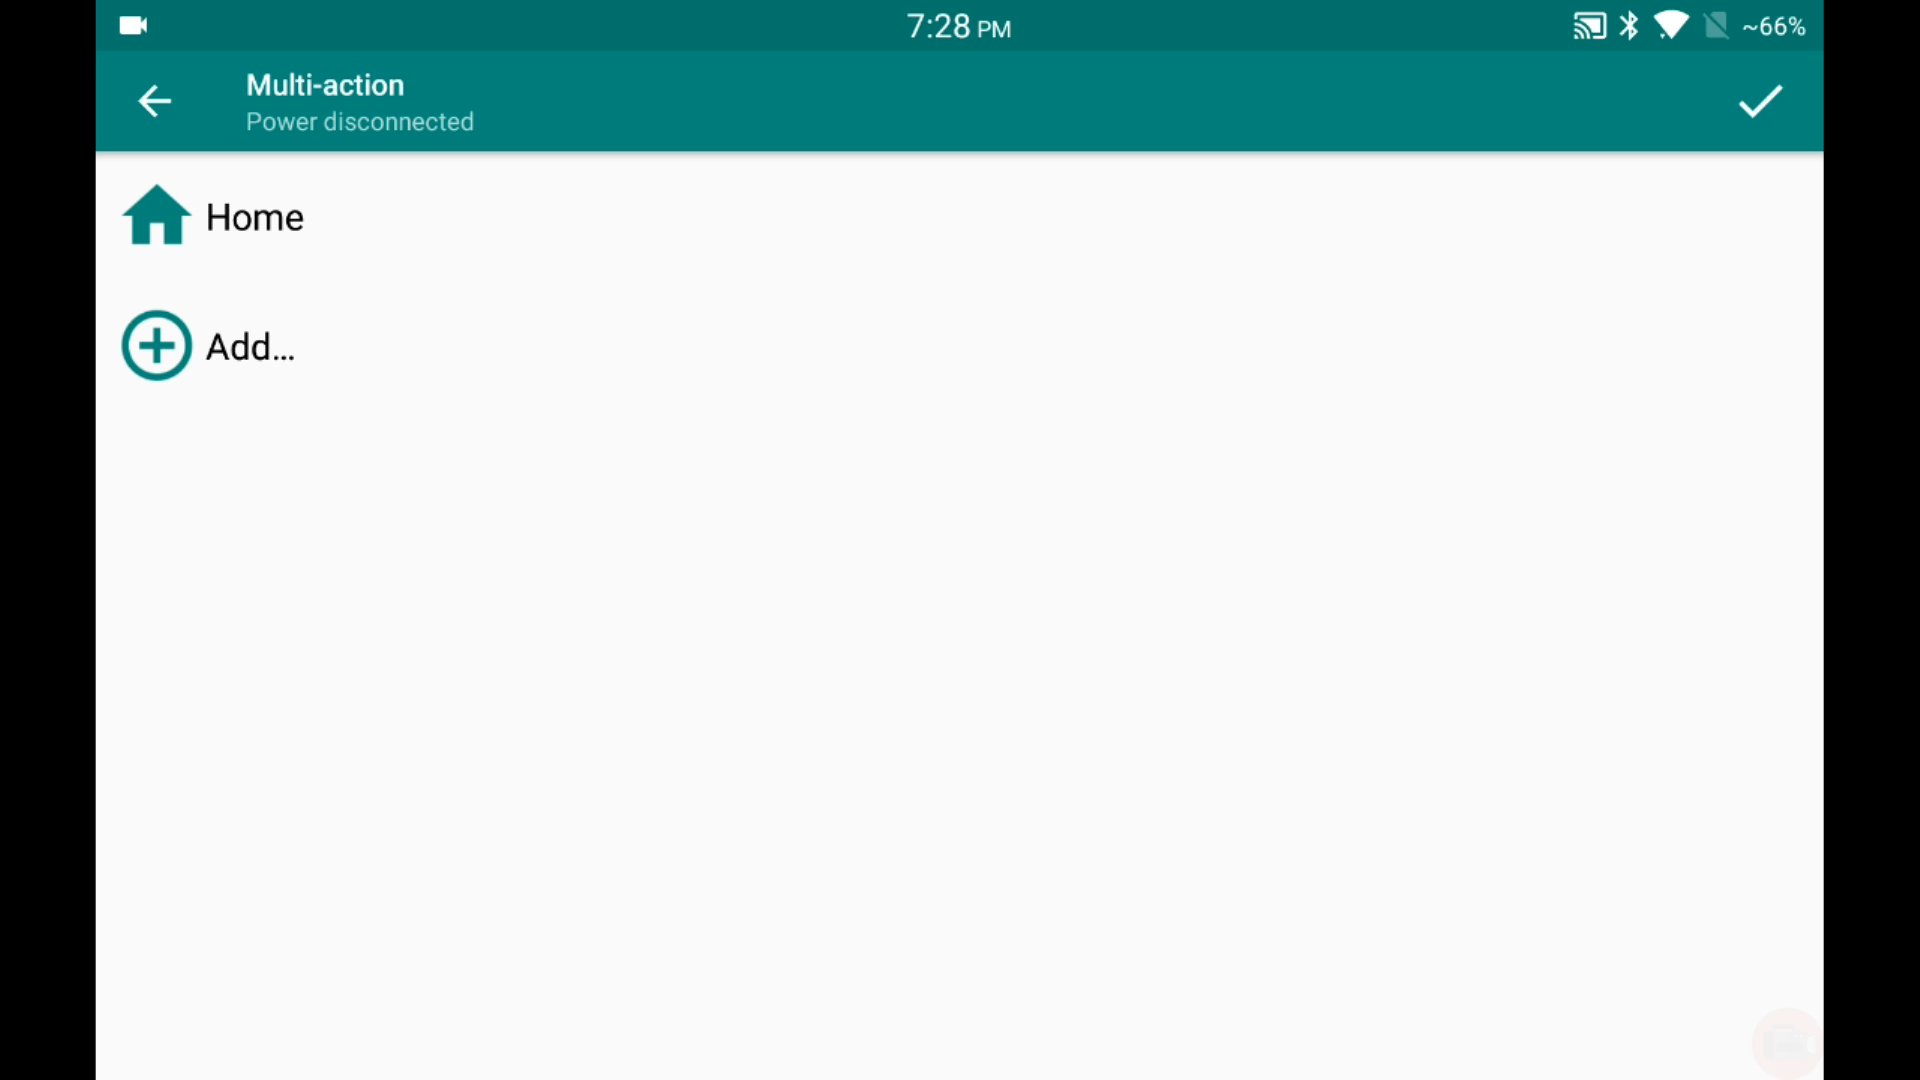 7:28 PM
~66%
Multi-action
Power disconnected
Home
Add...